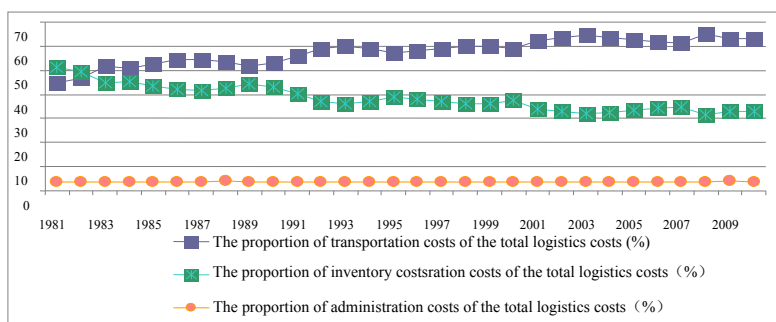 70
60
50
40
30
20
10
0
1981 1983 1985 1987 1989 1991 1993 1995 1997 1999 2001 2003 2005 2007 2009
The proportion of transportation costs of the total logistics costs (%)
The proportion of inventory costsration costs of the total logistics costs（%）
The proportion of administration costs of the total logistics costs（%）